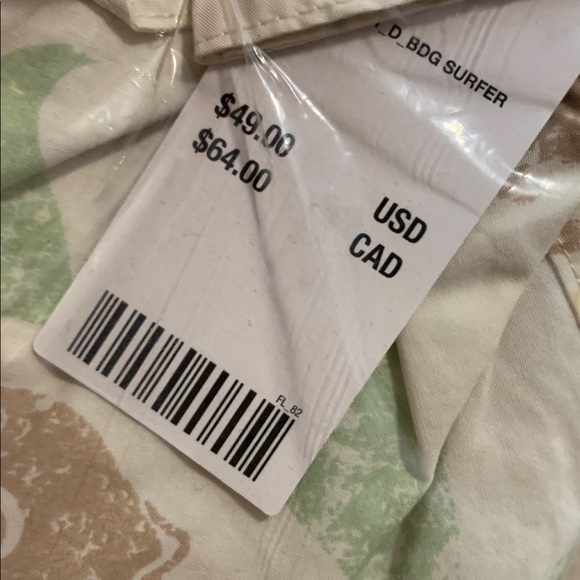 _D_BDG SURFER
$49.00 USD
$64.00 CAD
FL_82